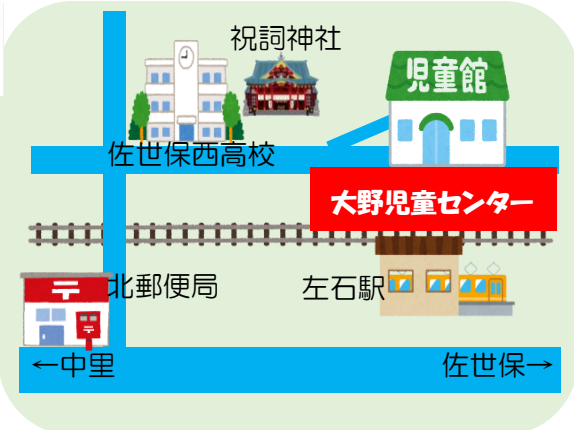 祝詞神社
児童館
佐世保西高校
大野児童センター
北郵便局
左石駅
←中里
佐世保→